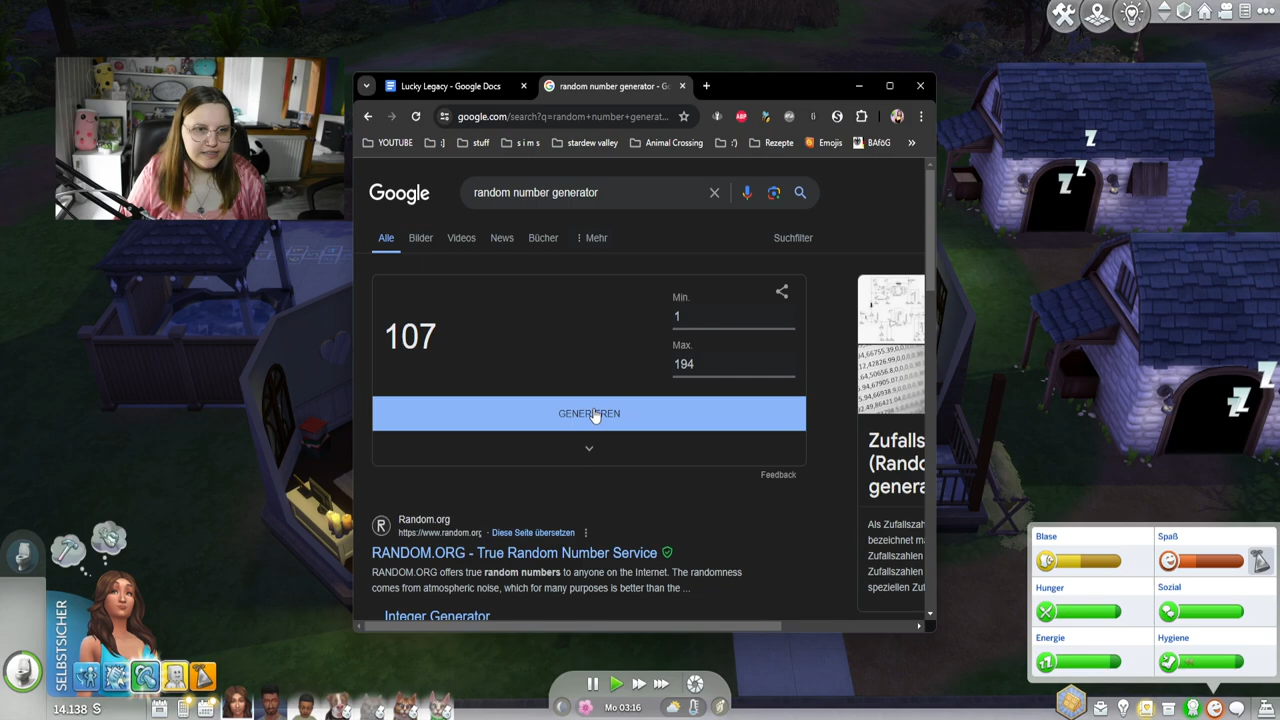 Lucky Legacy - Google Docs
random number generator - Go
google.com/search?q=random+number+generat...
YOUTUBE
:]
stuff
s i m s
stardew valley
Animal Crossing
:')
Rezepte
Emojis
BAföG
»
Google
random number generator
Alle
Bilder
Videos
News
Bücher
Mehr
Suchfilter
107
Min.
1
Max.
194
GENERIEREN
Feedback
Zufalls
(Rando
genera
Als Zufallszah
bezeichnet ma
Zufallszahlen
Zufallszahlen
speziellen Zuf
Random.org
https://www.random.org
· Diese Seite übersetzen
RANDOM.ORG - True Random Number Service
RANDOM.ORG offers true random numbers to anyone on the Internet. The randomness
comes from atmospheric noise, which for many purposes is better than the ...
Integer Generator
Z
Z
Z Z
Z
Z Z
Blase
Spaß
Hunger
Sozial
Energie
Hygiene
SELBSTSICHER
14.138 $
Mo 03:16